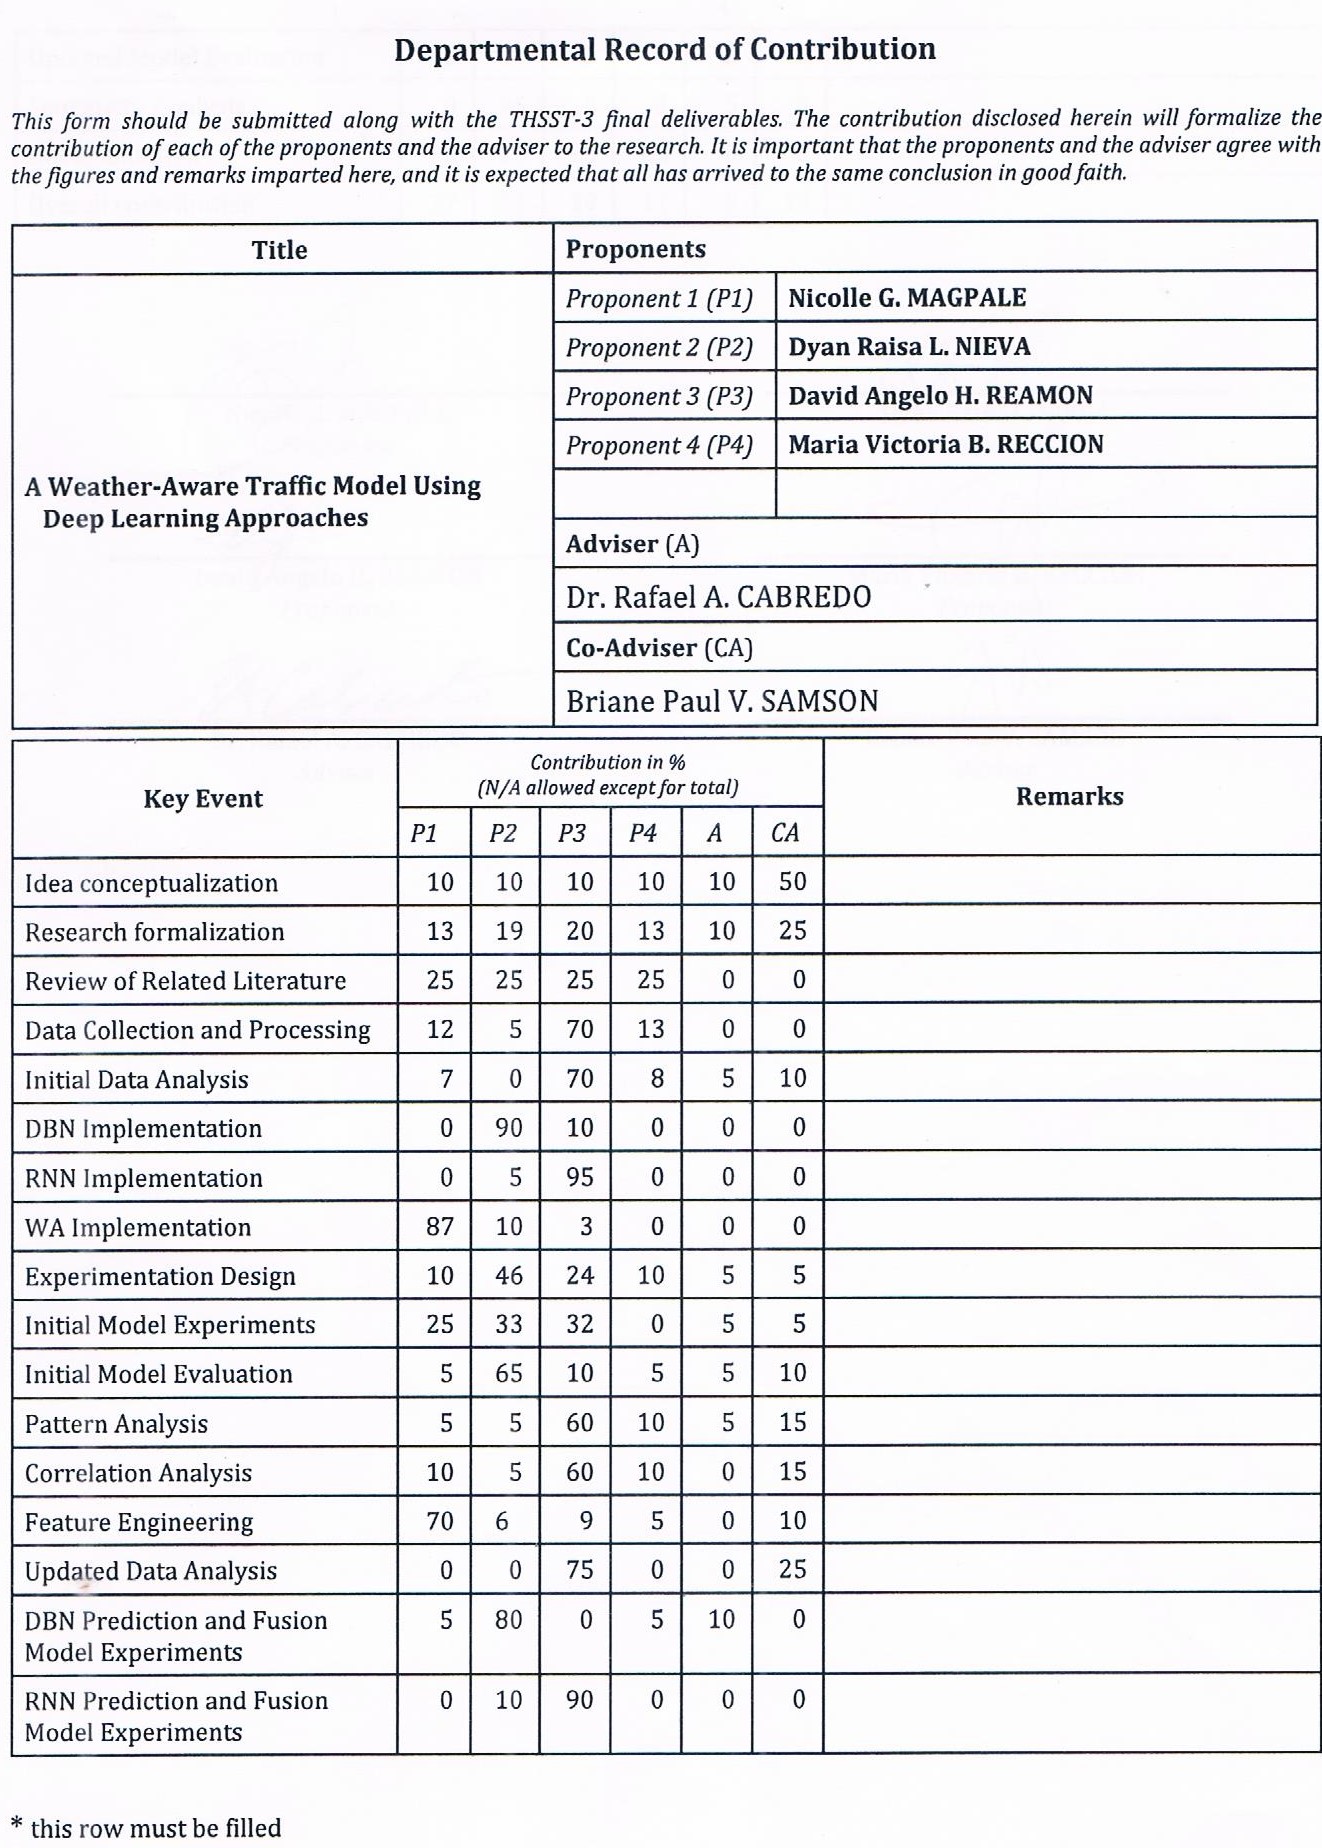 Departmental Record of Contribution
This form should be submitted along with the THSST-3 final deliverables. The contribution disclosed herein will formalize the
contribution of each of the proponents and the adviser to the research. It is important that the proponents and the adviser agree with
the figures and remarks imparted here, and it is expected that all has arrived to the same conclusion in good faith.
Title Proponents
Proponent 1 (P1) Nicolle G. MAGPALE
Proponent 2 (P2) Dyan Raisa L. NIEVA
Proponent 3 (P3) David Angelo H. REAMON
Proponent 4 (P4) Maria Victoria B. RECCION
A Weather-Aware Traffic Model Using
Deep Learning Approaches
Adviser (A)
Dr. Rafael A. CABREDO
Co-Adviser (CA)
Briane Paul V. SAMSON
Key Event
Contribution in %
(N/A allowed except for total)
Remarks
P1 P2 P3 P4 A CA
Idea conceptualization 10 10 10 10 10 50
Research formalization 13 19 20 13 10 25
Review of Related Literature 25 25 25 25 0 0
Data Collection and Processing 12 5 70 13 0 0
Initial Data Analysis 7 0 70 8 5 10
DBN Implementation 0 90 10 0 0 0
RNN Implementation 0 5 95 0 0 0
WA Implementation 87 10 3 0 0 0
Experimentation Design 10 46 24 10 5 5
Initial Model Experiments 25 33 32 0 5 5
Initial Model Evaluation 5 65 10 5 5 10
Pattern Analysis 5 5 60 10 5 15
Correlation Analysis 10 5 60 10 0 15
Feature Engineering 70 6 9 5 0 10
Updated Data Analysis 0 0 75 0 0 25
DBN Prediction and Fusion 5 80 0 5 10 0
Model Experiments
RNN Prediction and Fusion 0 10 90 0 0 0
Model Experiments
* this row must be filled